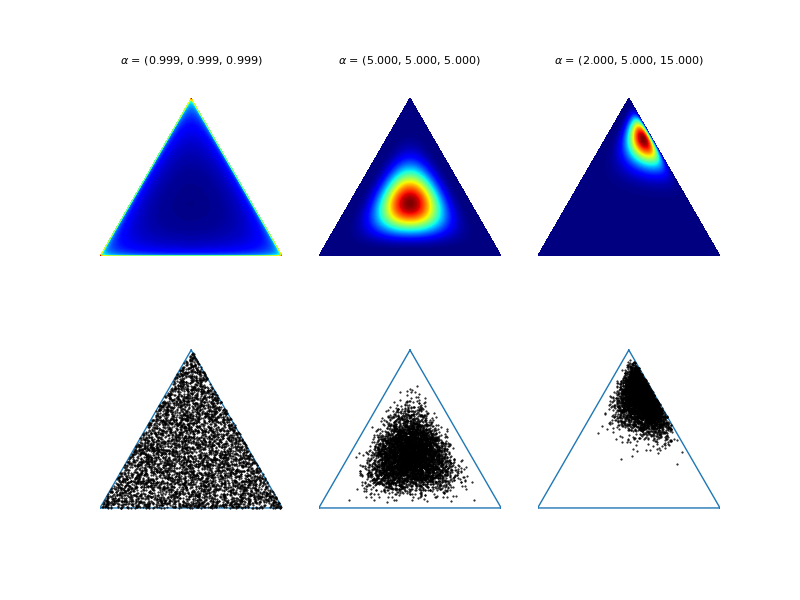 α = (0.999, 0.999, 0.999)
α = (5.000, 5.000, 5.000)
α = (2.000, 5.000, 15.000)